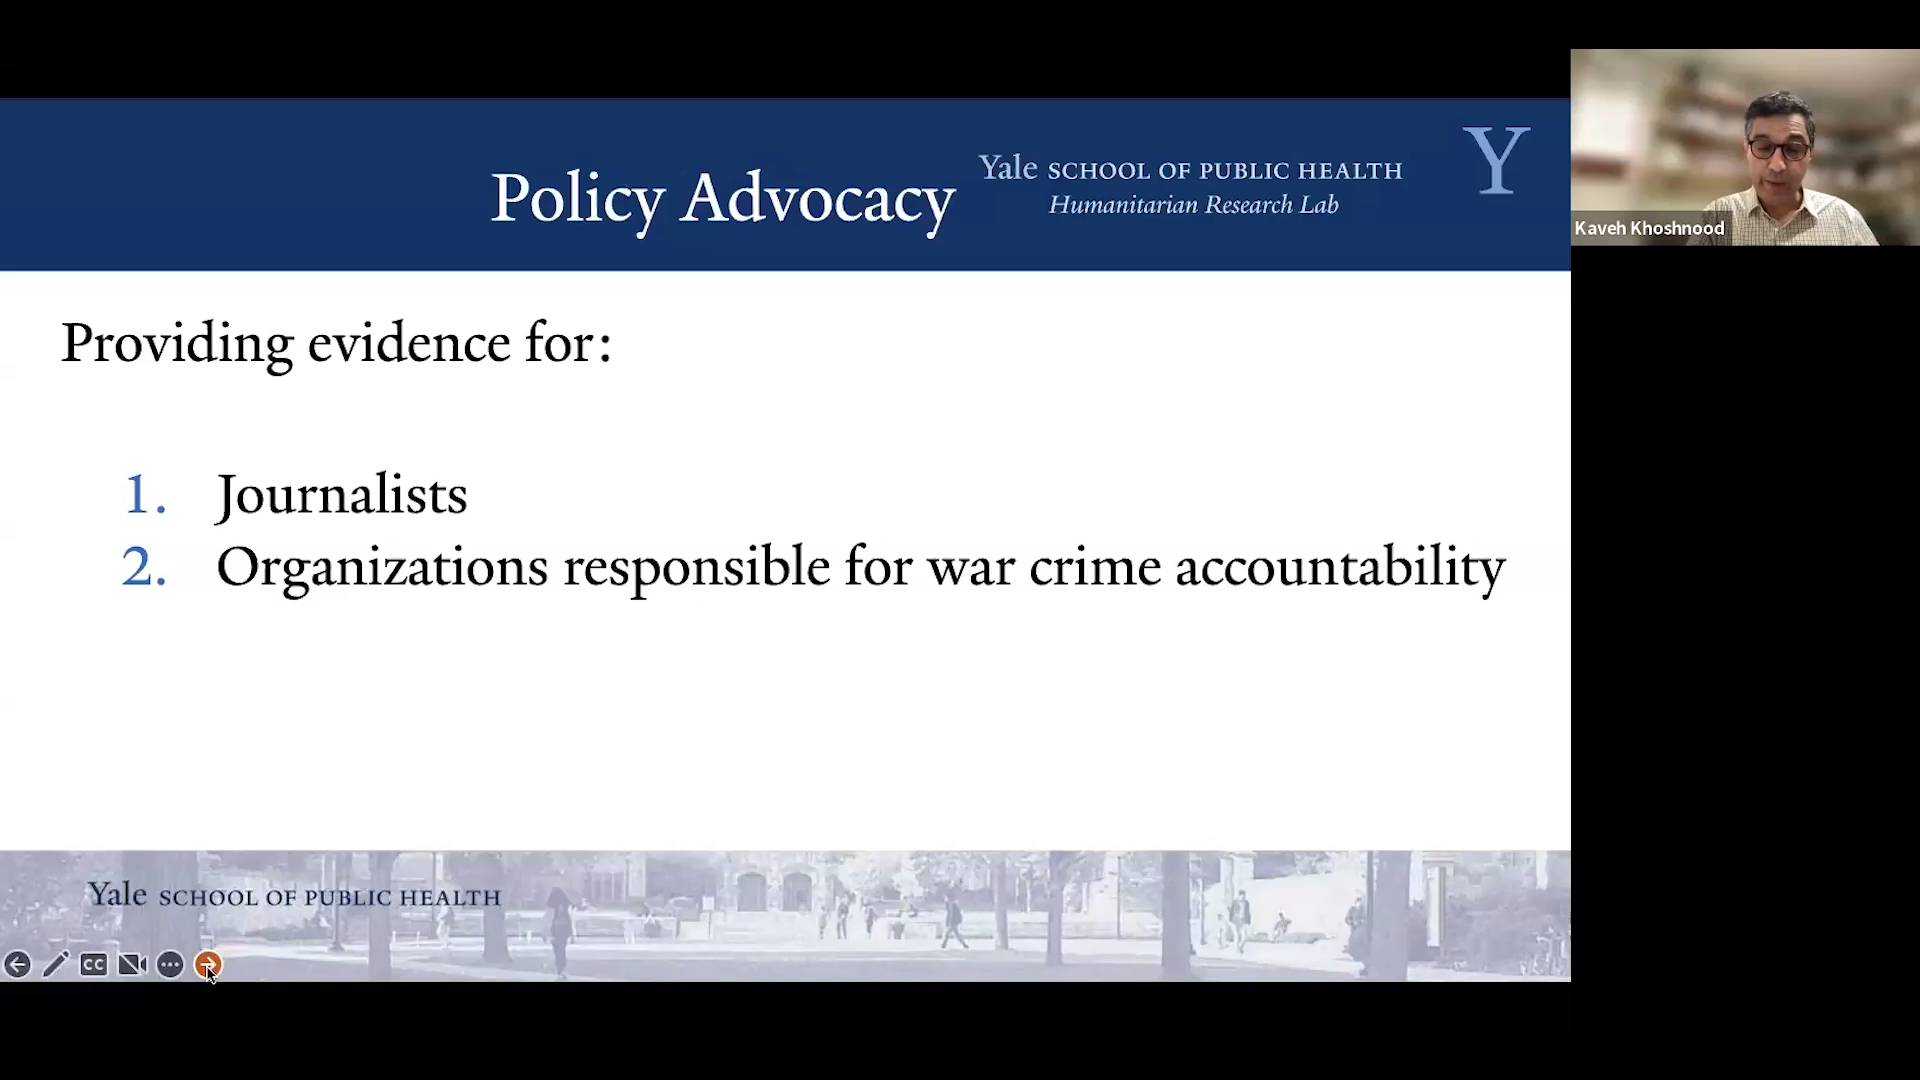 Policy Advocacy
Yale SCHOOL OF PUBLIC HEALTH
Humanitarian Research Lab
Y
Kaveh Khoshnood
Providing evidence for:
1. Journalists
2. Organizations responsible for war crime accountability
Yale SCHOOL OF PUBLIC HEALTH
CC